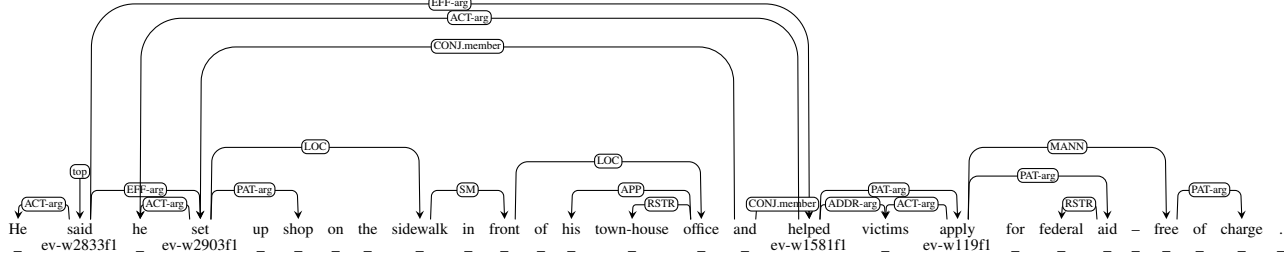 EFF-arg
ACT-arg
CONJ.member
LOC MANN
LOC
top PAT-arg
EFF-arg PAT-arg SM APP PAT-arg PAT-arg
ACT-arg ACT-arg RSTR CONJ.member ADDR-arg ACT-arg RSTR
He said he set up shop on the sidewalk in front of his town-house office and helped victims apply for federal aid – free of charge .
_ ev-w2833f1 _ ev-w2903f1 _ _ _ _ _ _ _ _ _ _ _ _ ev-w1581f1 _ ev-w119f1 _ _ _ _ _ _ _ _